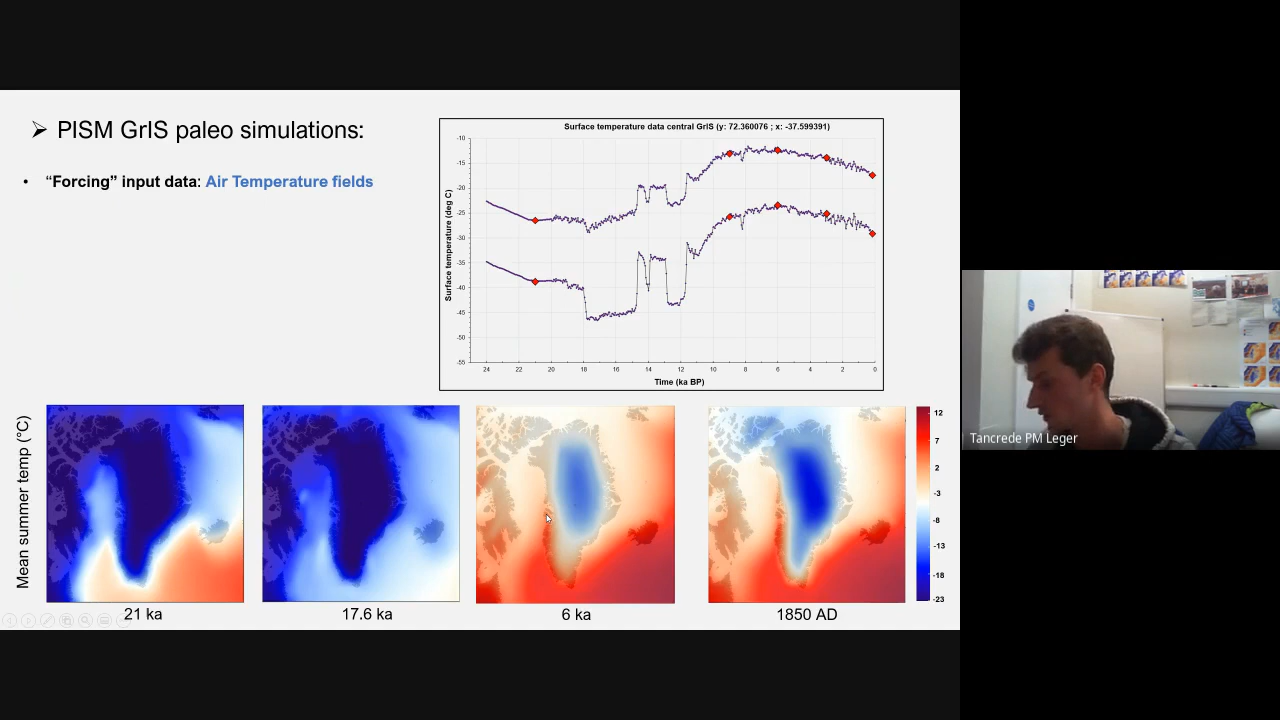 ➢ PISM GrIS paleo simulations:
• “Forcing” input data: Air Temperature fields
Surface temperature data central GrIS (y: 72.360076 ; x: -37.599391)
Surface temperature (deg C)
-10
-15
-20
-25
-30
-35
-40
-45
-50
-55
24 22 20 18 16 14 12 10 8 6 4 2 0
Time (ka BP)
Mean summer temp (°C)
21 ka
17.6 ka
6 ka
1850 AD
12
7
2
-3
-8
-13
-18
-23
Tancrede PM Leger